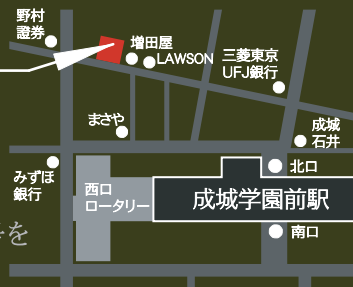 野村
證券
増田屋
LAWSON
三菱東京
UFJ銀行
まさや
成城
石井
みずほ
銀行
北口
西口
ロータリー
成城学園前駅
南口
を